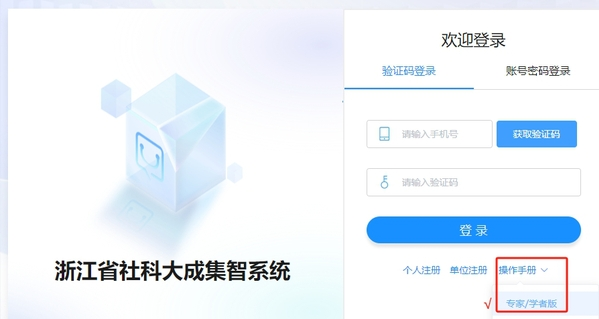 欢迎登录
验证码登录
账号密码登录
请输入手机号
获取验证码
请输入验证码
登 录
浙江省社科大成集智系统
个人注册
单位注册
操作手册
√
专家/学者版